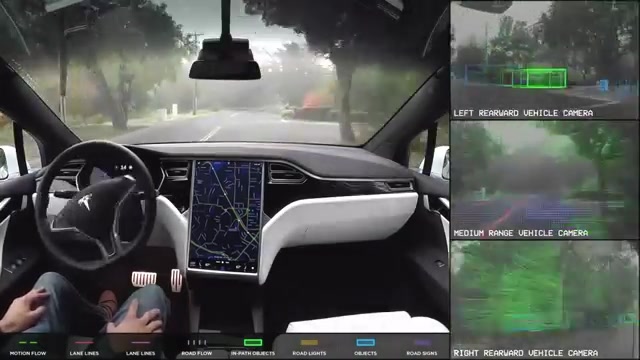 LEFT REARWARD VEHICLE CAMERA
MEDIUM RANGE VEHICLE CAMERA
RIGHT REARWARD VEHICLE CAMERA
MOTION FLOW
LANE LINES
LANE LINES
ROAD FLOW
IN-PATH OBJECTS
ROAD LIGHTS
OBJECTS
ROAD SIGNS